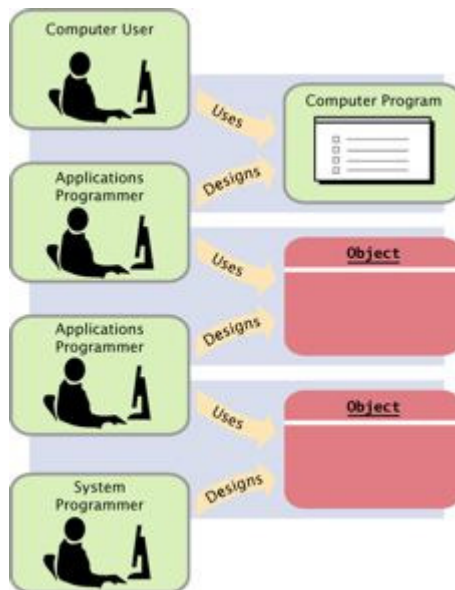 Computer User
Uses
Computer Program
Designs
Applications
Programmer
Uses
Object
Designs
Applications
Programmer
Uses
Object
Designs
System
Programmer